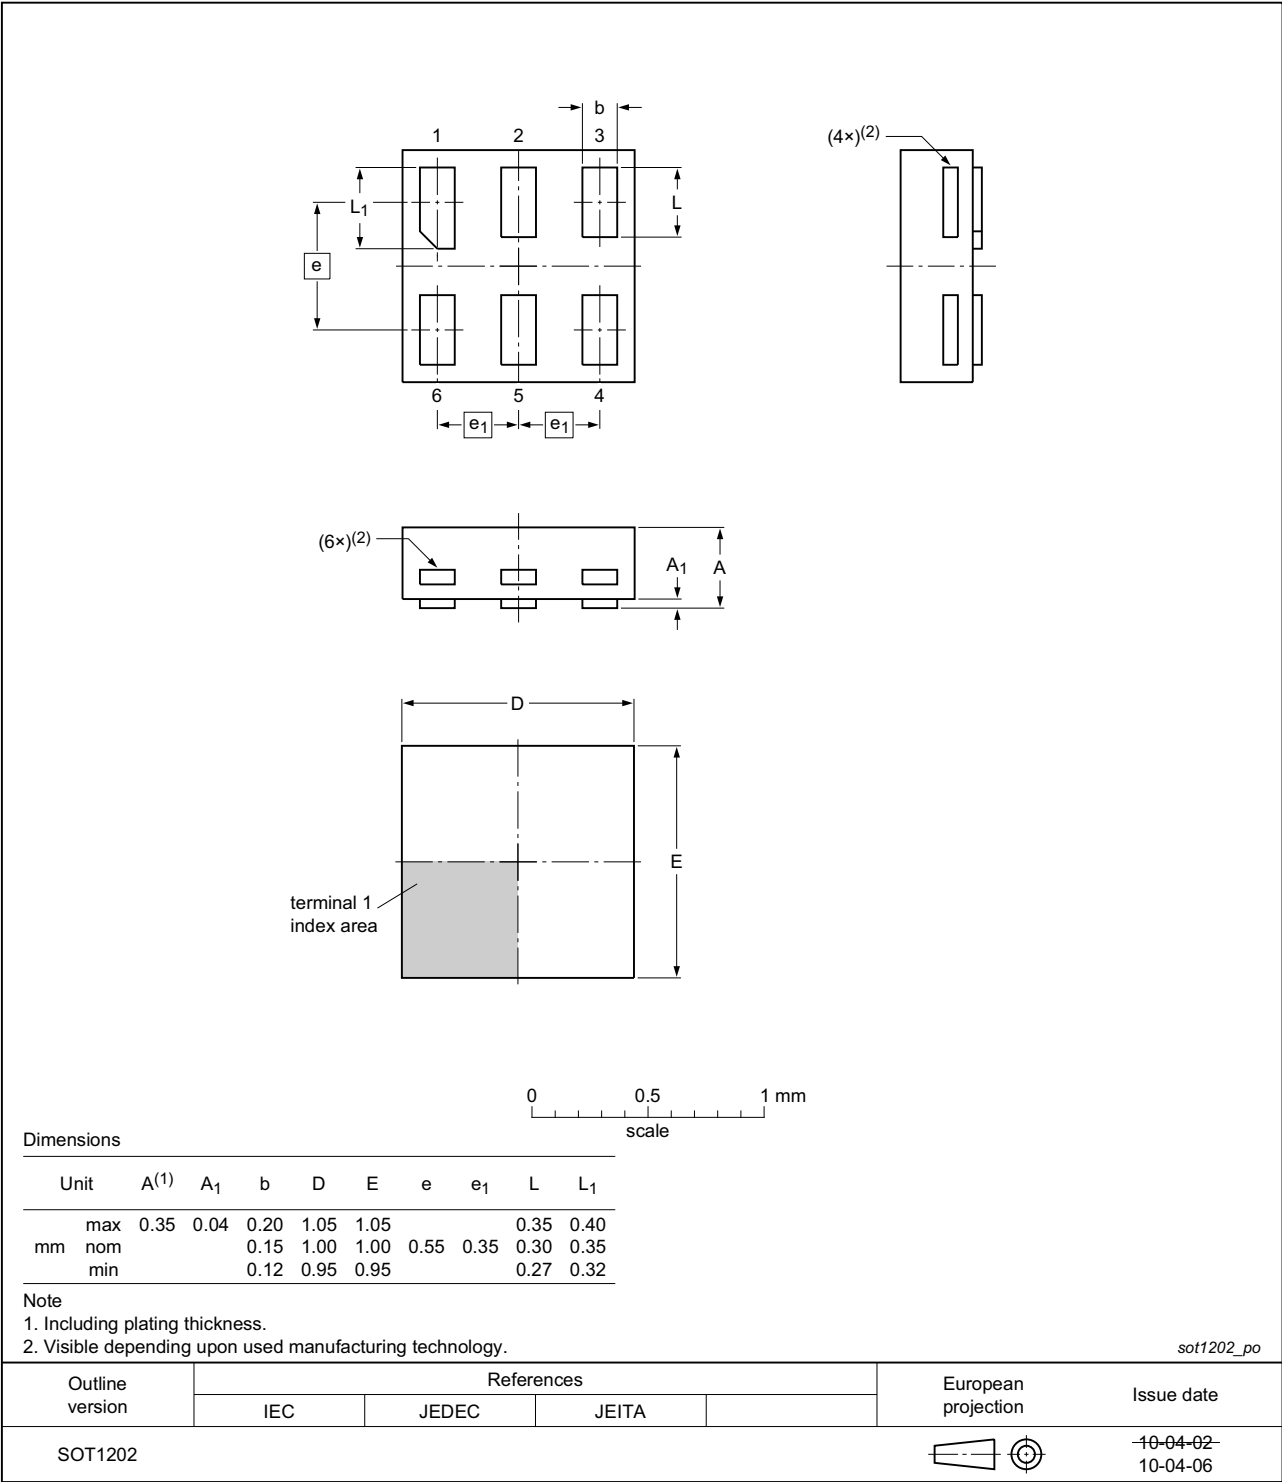 b
1 2 3
(4×)(2)
L1
L
e
6 5 4
e1 e1
(6×)(2)
A1 A
D
E
terminal 1
index area
0 0.5 1 mm
scale
Dimensions
Unit A(1) A1 b D E e e1 L L1
max 0.35 0.04 0.20 1.05 1.05 0.35 0.40
mm nom 0.15 1.00 1.00 0.55 0.35 0.30 0.35
min 0.12 0.95 0.95 0.27 0.32
Note
1. Including plating thickness.
2. Visible depending upon used manufacturing technology.
sot1202_po
Outline version
References
European projection
Issue date
IEC JEDEC JEITA
SOT1202
10-04-02
10-04-06